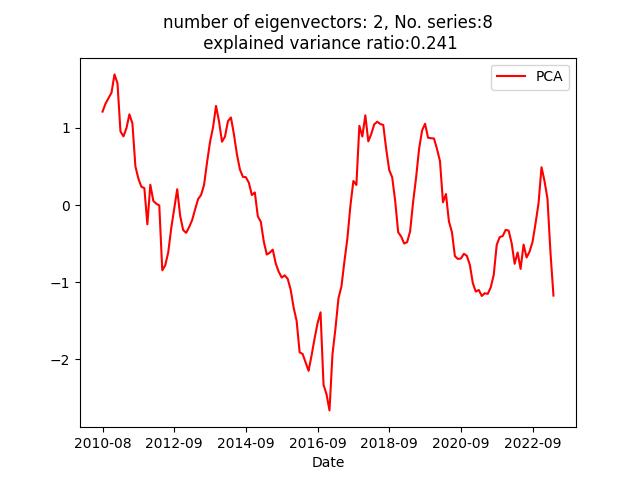 number of eigenvectors: 2, No. series:8
explained variance ratio:0.241
PCA
1
0
−1
−2
2010-08 2012-09 2014-09 2016-09 2018-09 2020-09 2022-09
Date